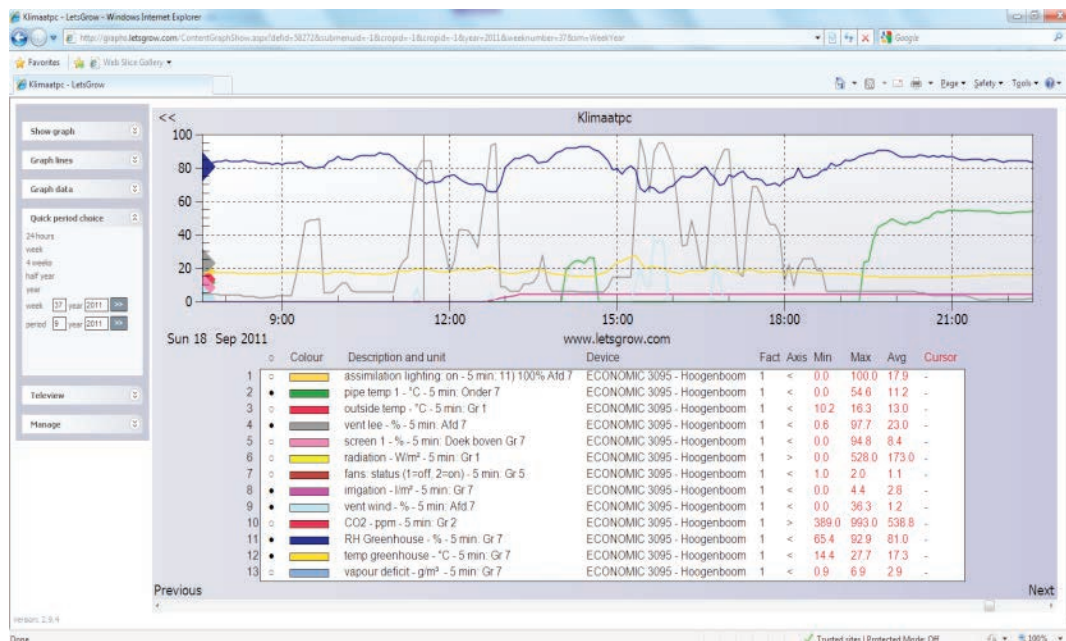 Klimaatpc - LetsGrow - Windows Internet Explorer
http://graphs.letsgrow.com/ContentGraphShow.aspx?defid=58272&submenuid=-1&cropid=-1&cropid=-1&year=2011&weeknumber=37&sm=WeekYear
Google
Favorites Web Slice Gallery
Klimaatpc - LetsGrow
Page Safety Tools
<< Klimaatpc
Show graph
Graph lines
Graph data
Quick period choice
24 hours
week
4 weeks
half year
year
week 37 year 2011 >>
period 9 year 2011 >>
Teleview
Manage
100
80
60
40
20
0
9:00 12:00 15:00 18:00 21:00
Sun 18 Sep 2011 www.letsgrow.com
Colour Description and unit Device Fact Axis Min Max Avg Cursor
1 assimilation lighting: on - 5 min: 11) 100% Afd 7 ECONOMIC 3095 - Hoogenboom 1 < 0.0 100.0 17.9 -
2 pipe temp 1 - °C - 5 min: Onder 7 ECONOMIC 3095 - Hoogenboom 1 < 0.0 54.6 11.2 -
3 outside temp - °C - 5 min: Gr 1 ECONOMIC 3095 - Hoogenboom 1 < 10.2 16.3 13.0 -
4 vent lee - % - 5 min: Afd 7 ECONOMIC 3095 - Hoogenboom 1 < 0.6 97.7 23.0 -
5 screen 1 - % - 5 min: Doek boven Gr 7 ECONOMIC 3095 - Hoogenboom 1 < 0.0 94.8 8.4 -
6 radiation - W/m² - 5 min: Gr 1 ECONOMIC 3095 - Hoogenboom 1 > 0.0 528.0 173.0 -
7 fans: status (1=off, 2=on) - 5 min: Gr 5 ECONOMIC 3095 - Hoogenboom 1 < 1.0 2.0 1.1 -
8 irrigation - l/m² - 5 min: Gr 7 ECONOMIC 3095 - Hoogenboom 1 < 0.0 4.4 2.8 -
9 vent wind - % - 5 min: Afd 7 ECONOMIC 3095 - Hoogenboom 1 < 0.0 36.3 1.2 -
10 CO2 - ppm - 5 min: Gr 2 ECONOMIC 3095 - Hoogenboom 1 > 389.0 993.0 538.8 -
11 RH Greenhouse - % - 5 min: Gr 7 ECONOMIC 3095 - Hoogenboom 1 < 65.4 92.9 81.0 -
12 temp greenhouse - °C - 5 min: Gr 7 ECONOMIC 3095 - Hoogenboom 1 < 14.4 27.7 17.3 -
13 vapour deficit - g/m³ - 5 min: Gr 7 ECONOMIC 3095 - Hoogenboom 1 < 0.9 6.9 2.9 -
Previous Next
version: 2.9.4
Done Trusted sites | Protected Mode: Off 100%